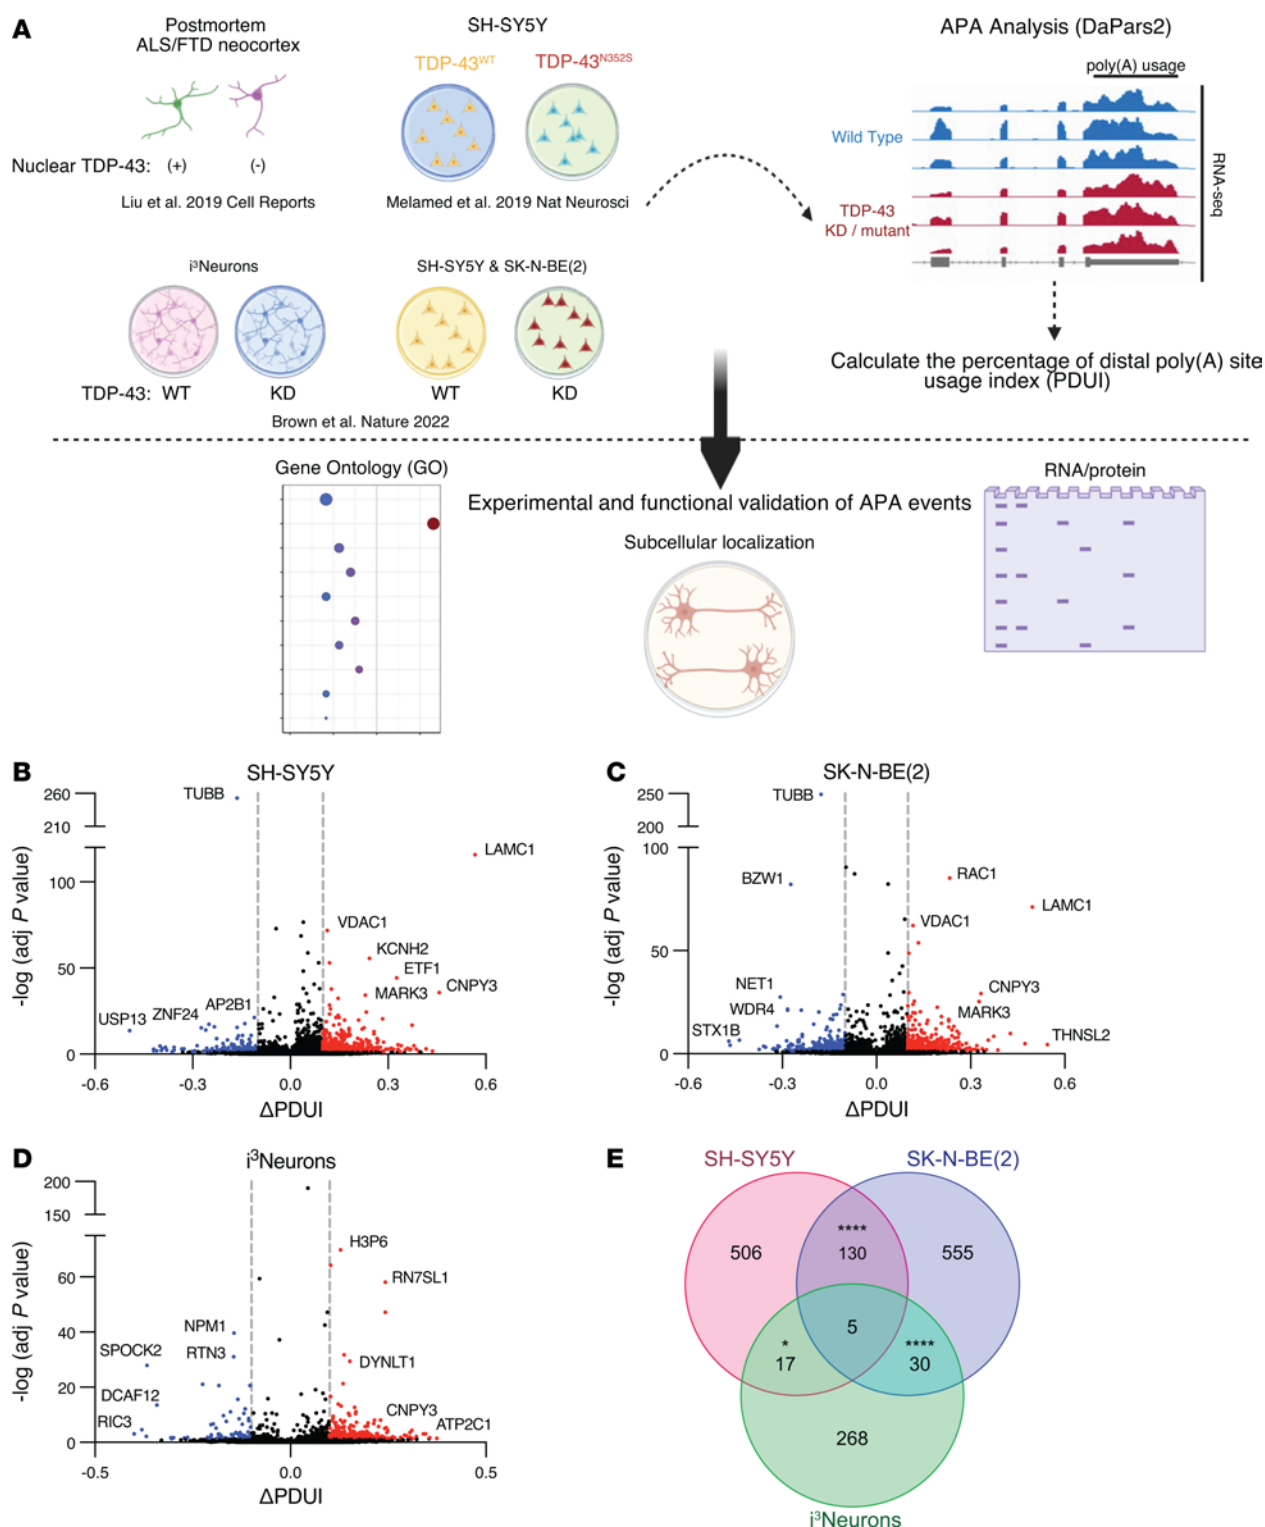 A
Postmortem
ALS/FTD neocortex
Nuclear TDP-43: (+) (-)
Liu et al. 2019 Cell Reports
SH-SY5Y
TDP-43WT TDP-43N352S
Melamed et al. 2019 Nat Neurosci
i3Neurons
TDP-43: WT KD
SH-SY5Y & SK-N-BE(2)
WT KD
Brown et al. Nature 2022
APA Analysis (DaPars2)
poly(A) usage
Wild Type
TDP-43
KD / mutant
RNA-seq
Calculate the percentage of distal poly(A) site
usage index (PDUI)
Gene Ontology (GO)
Experimental and functional validation of APA events
Subcellular localization
RNA/protein
B
SH-SY5Y
-log (adj P value)
260
210
100
50
0
TUBB
LAMC1
VDAC1
KCNH2
ETF1
CNPY3
MARK3
AP2B1
ZNF24
USP13
-0.6 -0.3 0.0 0.3 0.6
ΔPDUI
C
SK-N-BE(2)
-log (adj P value)
250
200
100
50
0
TUBB
BZW1
RAC1
LAMC1
VDAC1
NET1
CNPY3
WDR4
MARK3
STX1B
THNSL2
-0.6 -0.3 0.0 0.3 0.6
ΔPDUI
D
i3Neurons
-log (adj P value)
200
150
60
40
20
0
H3P6
RN7SL1
NPM1
RTN3
SPOCK2
DYNLT1
DCAF12
CNPY3
RIC3
ATP2C1
-0.5 0.0 0.5
ΔPDUI
E
SH-SY5Y SK-N-BE(2)
****
506 130 555
5
* ****
17 30
268
i3Neurons